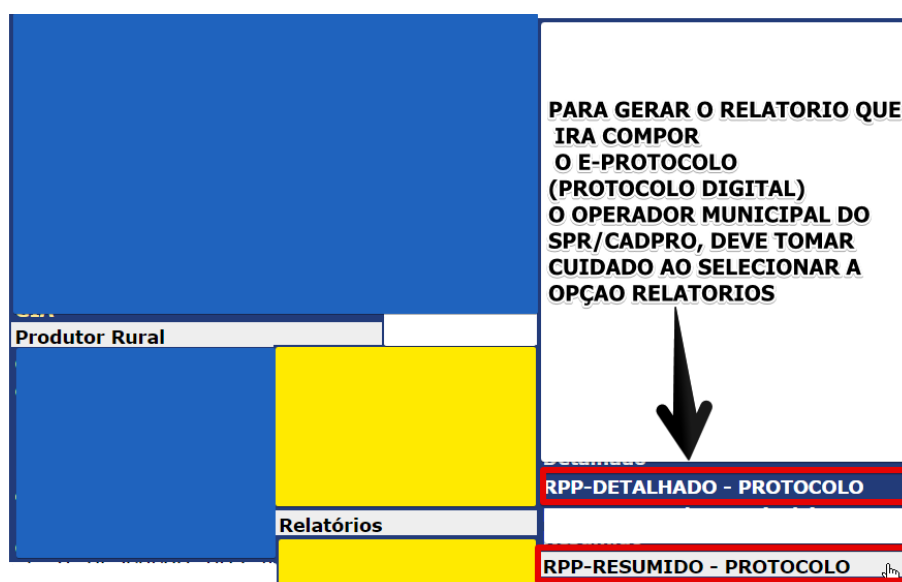 PARA GERAR O RELATORIO QUE
IRA COMPOR
O E-PROTOCOLO
(PROTOCOLO DIGITAL)
O OPERADOR MUNICIPAL DO
SPR/CADPRO, DEVE TOMAR
CUIDADO AO SELECIONAR A
OPÇAO RELATORIOS
Produtor Rural
RPP-DETALHADO - PROTOCOLO
Relatórios
RPP-RESUMIDO - PROTOCOLO